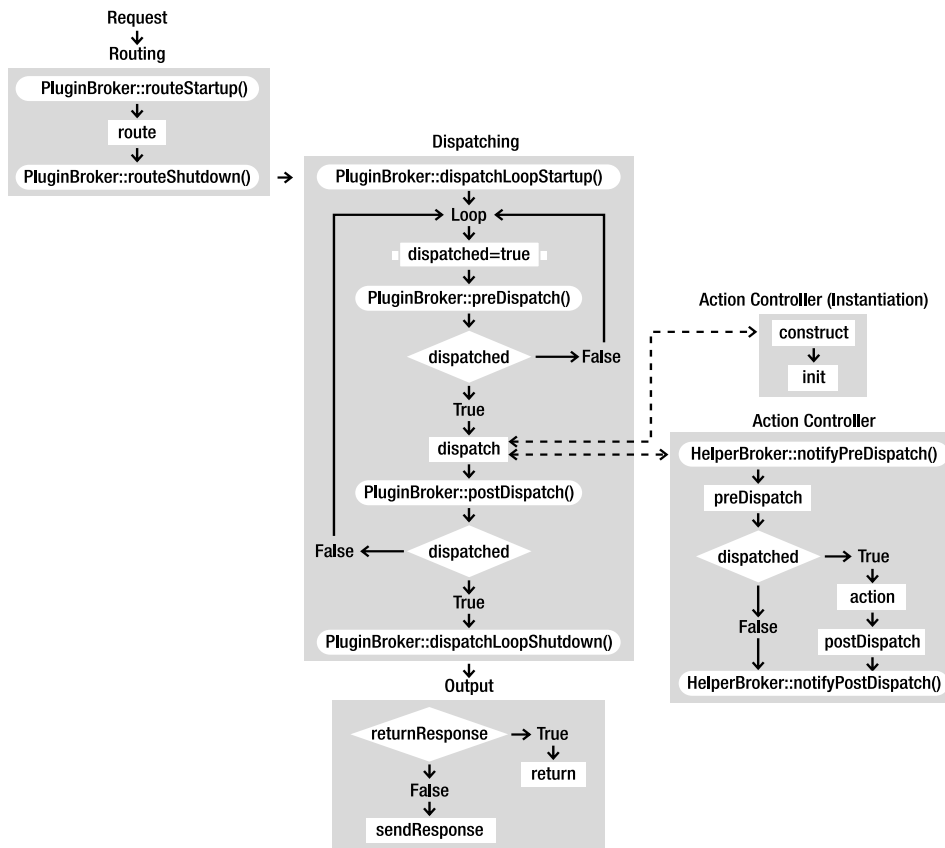 Request
Routing
PluginBroker::routeStartup()
route
PluginBroker::routeShutdown()
Dispatching
PluginBroker::dispatchLoopStartup()
Loop
dispatched=true
PluginBroker::preDispatch()
dispatched
False
True
dispatch
PluginBroker::postDispatch()
dispatched
False
True
PluginBroker::dispatchLoopShutdown()
Action Controller (Instantiation)
construct
init
Action Controller
HelperBroker::notifyPreDispatch()
preDispatch
dispatched
True
action
False
postDispatch
HelperBroker::notifyPostDispatch()
Output
returnResponse
True
return
False
sendResponse